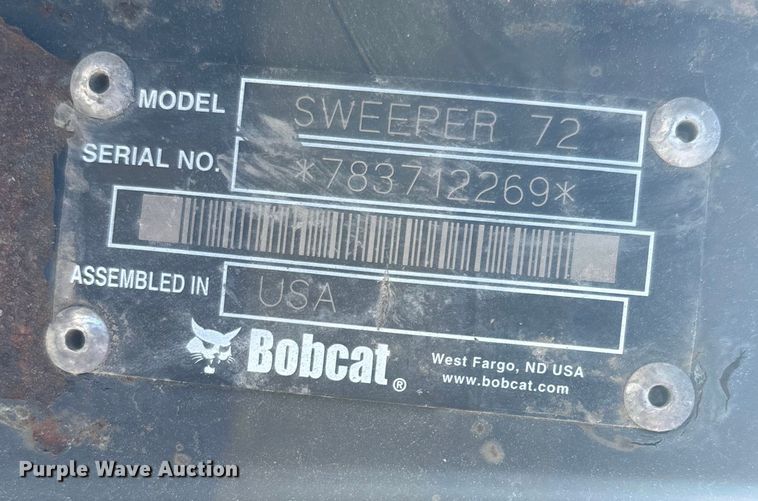 MODEL SWEEPER 72
SERIAL NO. *783712269*
ASSEMBLED IN USA
Bobcat®
West Fargo, ND USA
www.bobcat.com
Purple Wave Auction